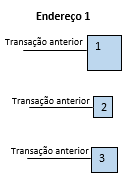 Endereço 1
Transação anterior 1
Transação anterior 2
Transação anterior 3